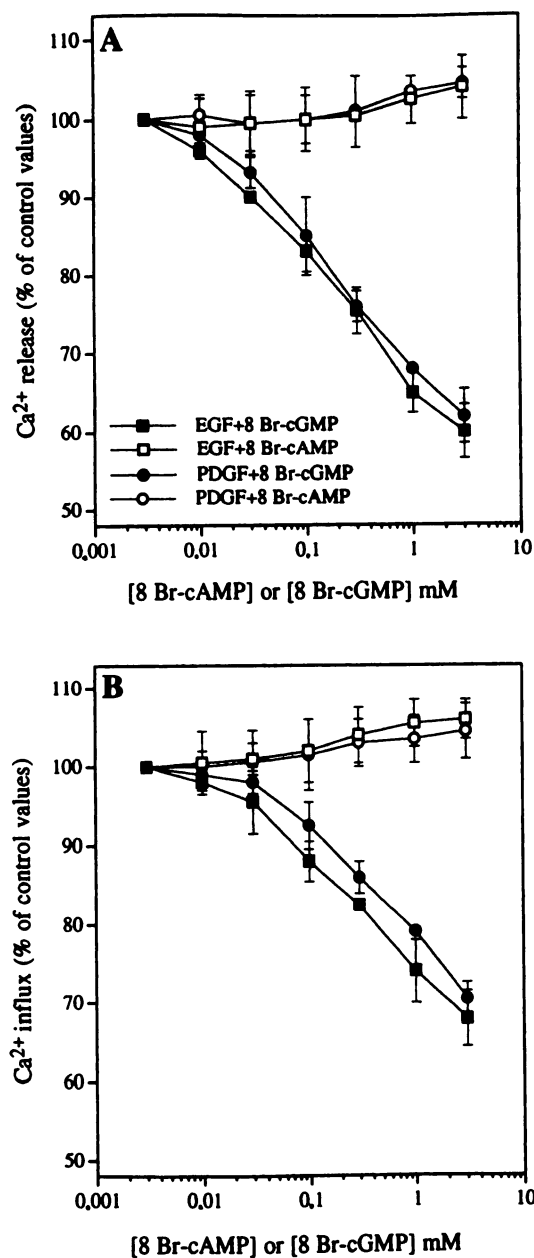 A
110
100
90
80
70
60
50
Ca2+ release (% of control values)
EGF+8 Br-cGMP
EGF+8 Br-cAMP
PDGF+8 Br-cGMP
PDGF+8 Br-cAMP
0.001 0.01 0.1 1 10
[8 Br-cAMP] or [8 Br-cGMP] mM
B
110
100
90
80
70
60
50
Ca2+ influx (% of control values)
0.001 0.01 0.1 1 10
[8 Br-cAMP] or [8 Br-cGMP] mM